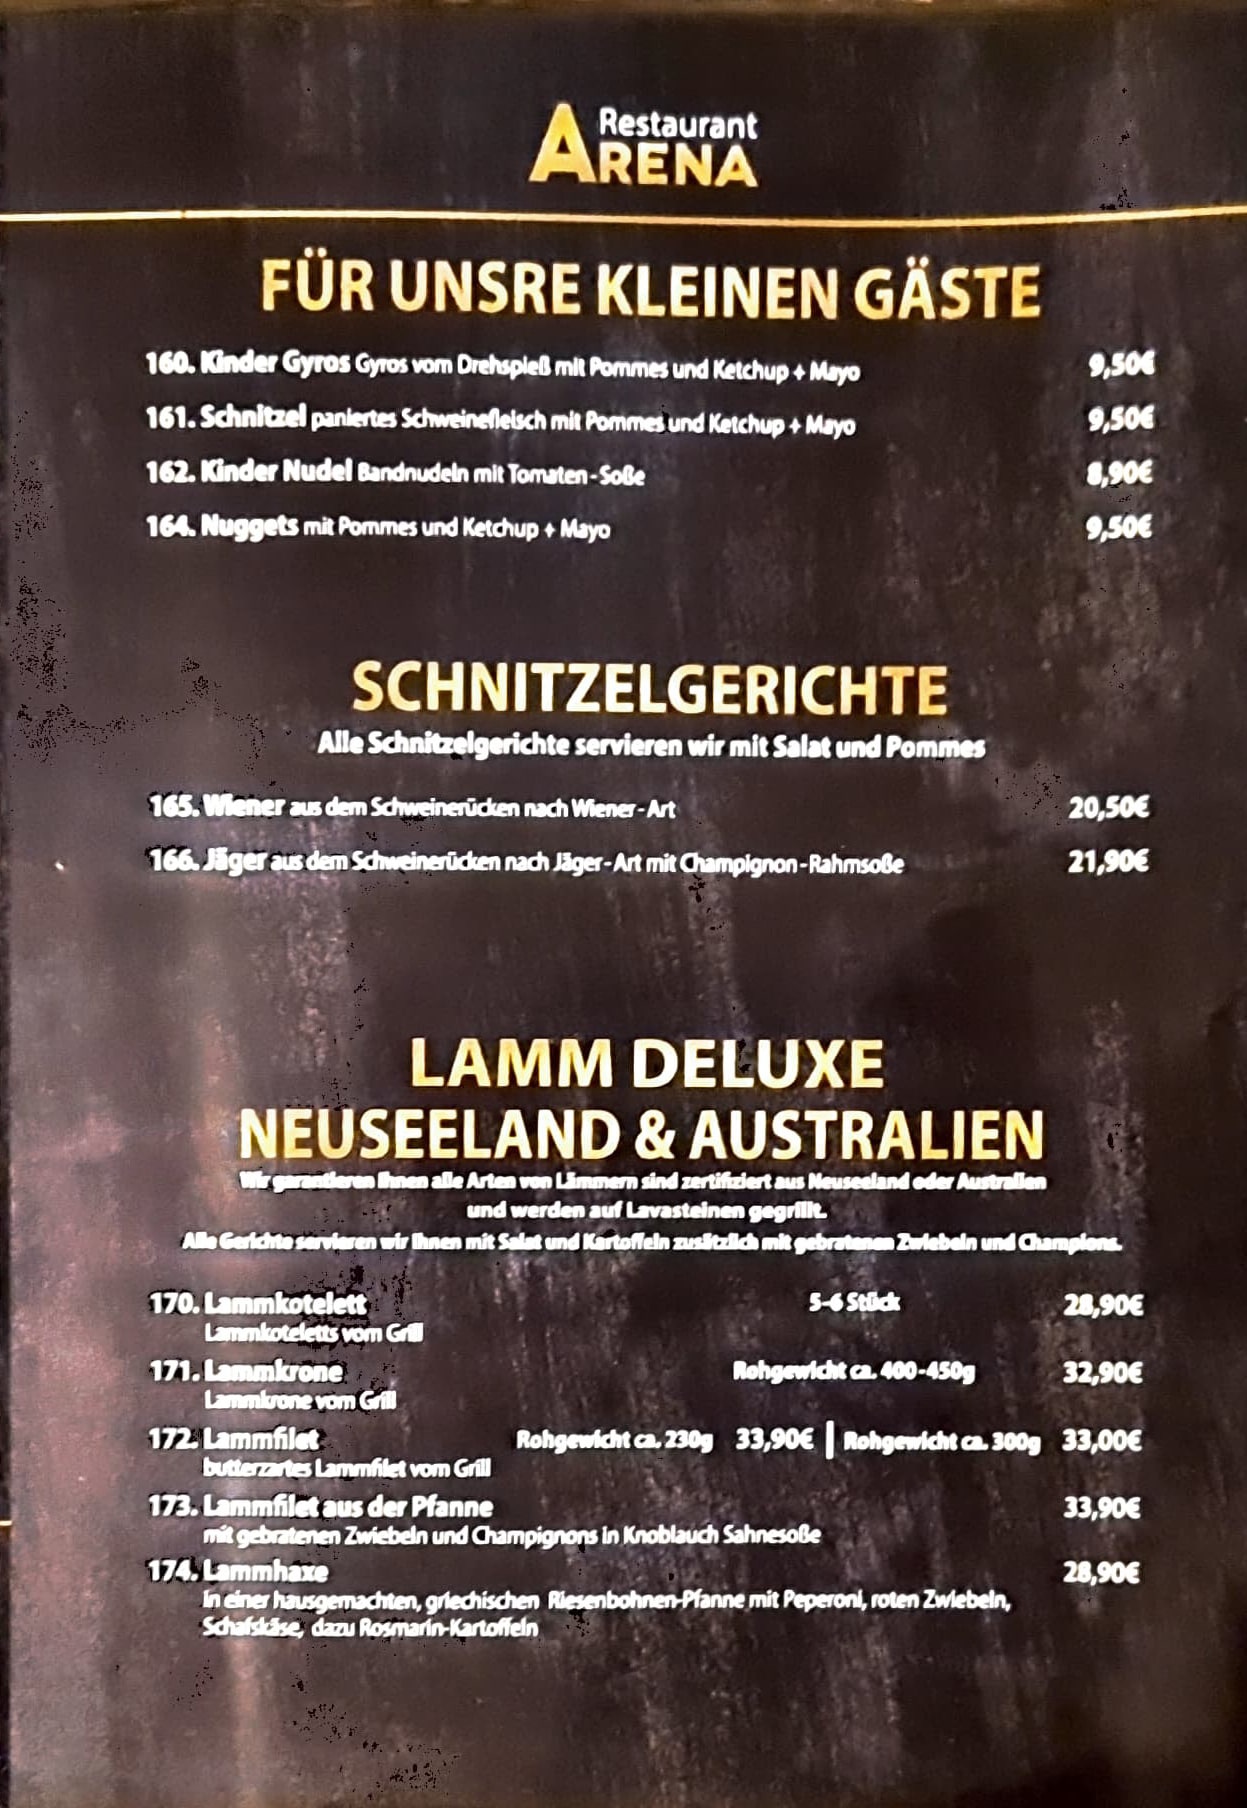 Restaurant
ARENA
FÜR UNSRE KLEINEN GÄSTE
160. Kinder Gyros Gyros vom Drehspieß mit Pommes und Ketchup + Mayo 9,50€
161. Schnitzel paniertes Schweinefleisch mit Pommes und Ketchup + Mayo 9,50€
162. Kinder Nudel Bandnudeln mit Tomaten-Soße 8,90€
164. Nuggets mit Pommes und Ketchup + Mayo 9,50€
SCHNITZELGERICHTE
Alle Schnitzelgerichte servieren wir mit Salat und Pommes
165. Wiener aus dem Schweinerücken nach Wiener-Art 20,50€
166. Jäger aus dem Schweinerücken nach Jäger-Art mit Champignon-Rahmsoße 21,90€
LAMM DELUXE
NEUSEELAND & AUSTRALIEN
Wir garantieren Ihnen alle Arten von Lämmern sind zertifiziert aus Neuseeland oder Australien
und werden auf Lavasteinen gegrillt.
Alle Gerichte servieren wir Ihnen mit Salat und Kartoffeln zusätzlich mit gebratenen Zwiebeln und Champions.
170. Lammkotelett 5-6 Stück 28,90€
Lammkoteletts vom Grill
171. Lammkrone Rohgewicht ca. 400-450g 32,90€
Lammkrone vom Grill
172. Lammfilet Rohgewicht ca. 230g 33,90€ | Rohgewicht ca. 300g 33,00€
butterzartes Lammfilet vom Grill
173. Lammfilet aus der Pfanne 33,90€
mit gebratenen Zwiebeln und Champignons in Knoblauch Sahnesoße
174. Lammhaxe 28,90€
In einer hausgemachten, griechischen Riesenbohnen-Pfanne mit Peperoni, roten Zwiebeln,
Schafskäse, dazu Rosmarin-Kartoffeln